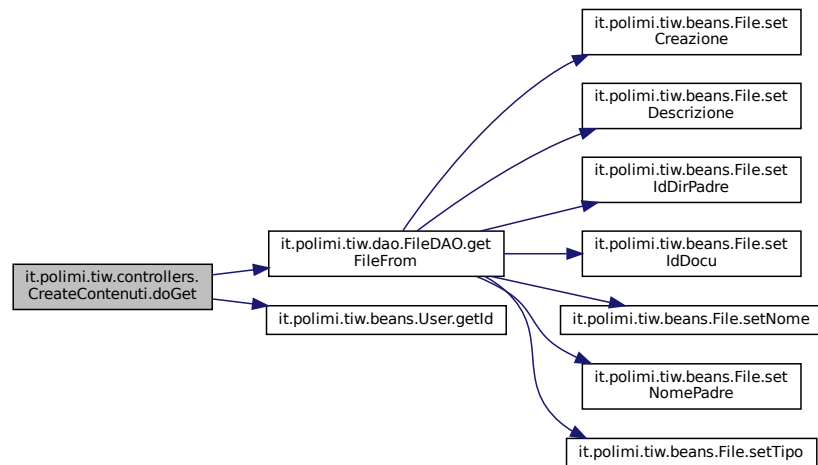 it.polimi.tiw.controllers.
CreateContenuti.doGet
it.polimi.tiw.dao.FileDAO.get
FileFrom
it.polimi.tiw.beans.User.getId
it.polimi.tiw.beans.File.set
Creazione
it.polimi.tiw.beans.File.set
Descrizione
it.polimi.tiw.beans.File.set
IdDirPadre
it.polimi.tiw.beans.File.set
IdDocu
it.polimi.tiw.beans.File.setNome
it.polimi.tiw.beans.File.set
NomePadre
it.polimi.tiw.beans.File.setTipo